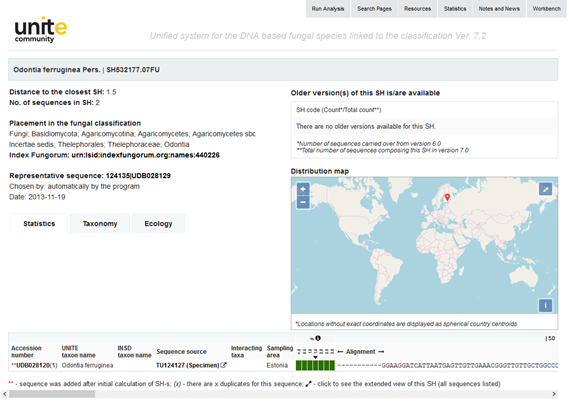 Run Analysis Search Pages Resources Statistics Notes and News Workbench
unite
community
Unified system for the DNA based fungal species linked to the classification Ver. 7.2
Odontia ferruginea Pers. | SH532177.07FU
Distance to the closest SH: 1.5
No. of sequences in SH: 2
Placement in the fungal classification
Fungi; Basidiomycota; Agaricomycotina; Agaricomycetes; Agaricomycetes sbc
Incertae sedis; Thelephorales; Thelephoraceae; Odontia
Index Fungorum: urn:lsid:indexfungorum.org:names:440226
Representative sequence: 124135|UDB028129
Chosen by: automatically by the program
Date: 2013-11-19
Statistics Taxonomy Ecology
Older version(s) of this SH is/are available
SH code (Count*/Total count**)
There are no older versions available for this SH.
*Number of sequences carried over from version 6.0
**Total number of sequences composing this SH in version 7.0
Distribution map
+
−
i
*Locations without exact coordinates are displayed as spherical country centroids
% |50
Accession number UNITE taxon name INSD taxon name Sequence source Interacting taxa Sampling area ← Alignment →
**UDB028120(1) Odontia ferruginea TU124127 (Specimen) Estonia GGAAGGATCATTAATGAGTTGTTGAAACGGGTTGTTGCTGGCCC
** - sequence was added after initial calculation of SH-s; (x) - there are x duplicates for this sequence; - click to see the extended view of this SH (all sequences listed)